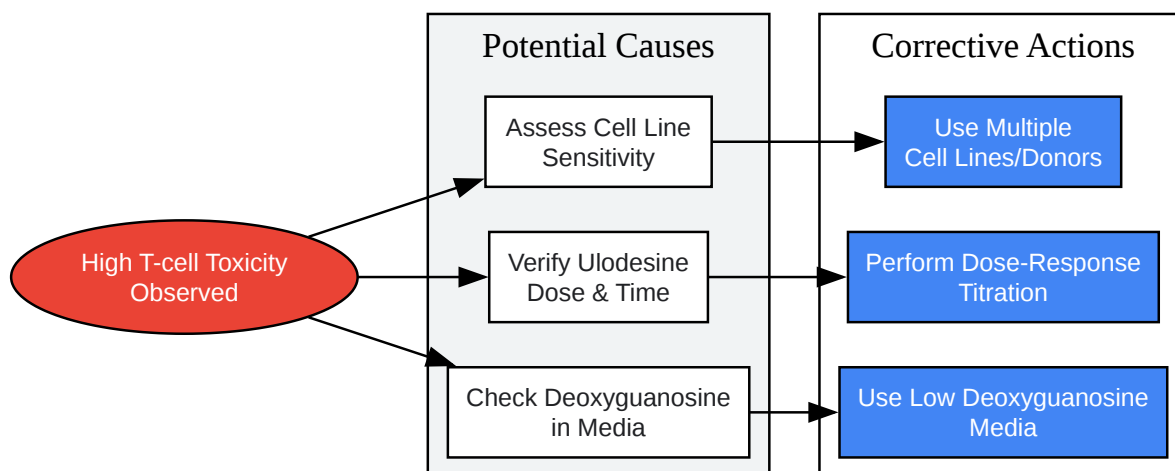 Potential Causes
Corrective Actions
Assess Cell Line
Sensitivity
Use Multiple
Cell Lines/Donors
High T-cell Toxicity
Observed
Verify Ulodesine
Dose & Time
Perform Dose-Response
Titration
Check Deoxyguanosine
in Media
Use Low Deoxyguanosine
Media